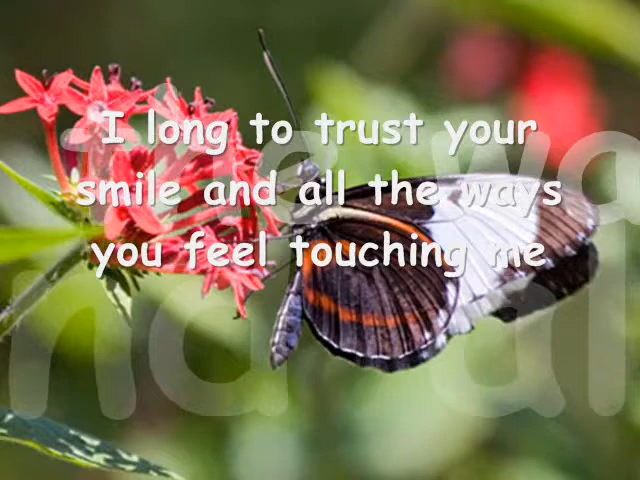 I long to trust your
smile and all the ways
you feel touching me